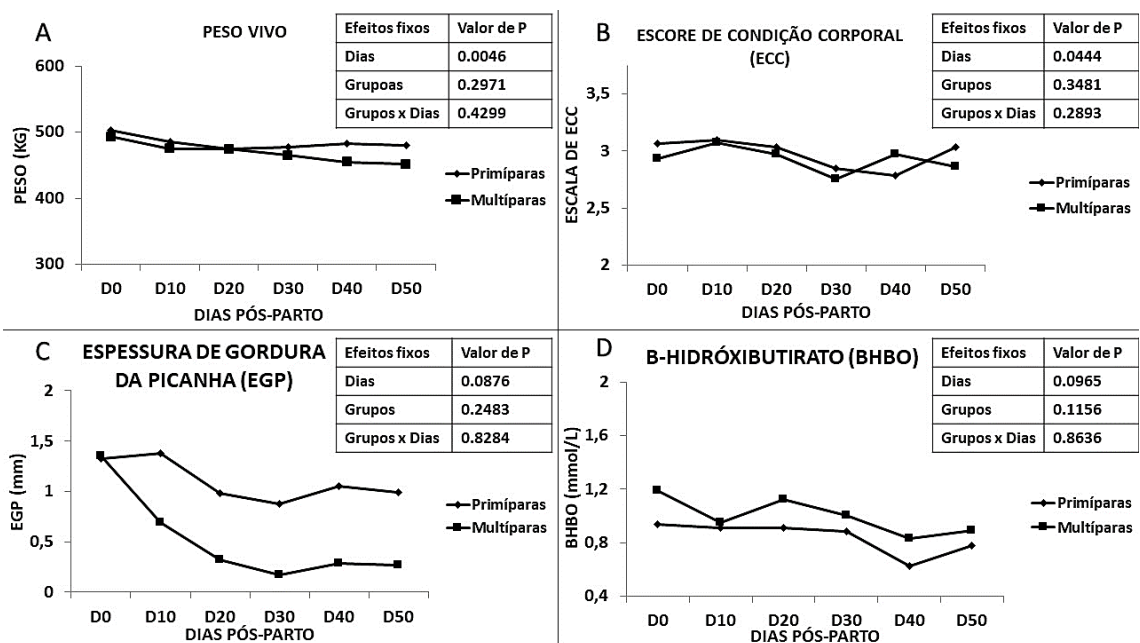 A
PESO VIVO
Efeitos fixos Valor de P
Dias 0.0046
Grupoas 0.2971
Grupos x Dias 0.4299
600
500
400
300
PESO (KG)
Primíparas
Multíparas
D0 D10 D20 D30 D40 D50
DIAS PÓS-PARTO
B
ESCORE DE CONDIÇÃO CORPORAL
(ECC)
Efeitos fixos Valor de P
Dias 0.0444
Grupos 0.3481
Grupos x Dias 0.2893
3,5
3
2,5
2
ESCALA DE ECC
Primíparas
Multíparas
D0 D10 D20 D30 D40 D50
DIAS PÓS-PARTO
C
ESPESSURA DE GORDURA
DA PICANHA (EGP)
Efeitos fixos Valor de P
Dias 0.0876
Grupos 0.2483
Grupos x Dias 0.8284
2
1,5
1
0,5
0
EGP (mm)
Primíparas
Multíparas
D0 D10 D20 D30 D40 D50
DIAS PÓS-PARTO
D
B-HIDRÓXIBUTIRATO (BHBO)
Efeitos fixos Valor de P
Dias 0.0965
Grupos 0.1156
Grupos x Dias 0.8636
2
1,6
1,2
0,8
0,4
BHBO (mmol/L)
Primíparas
Multíparas
D0 D10 D20 D30 D40 D50
DIAS PÓS-PARTO